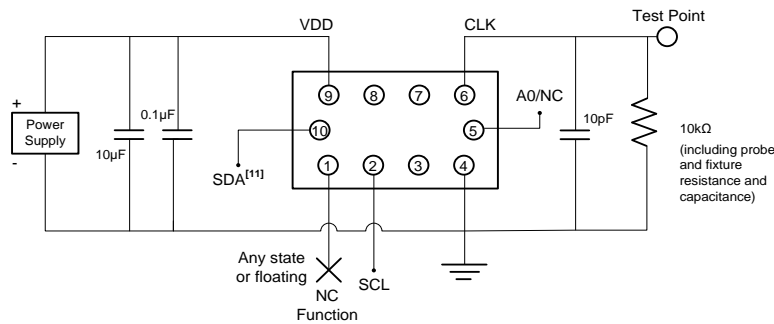 VDD
CLK
Test Point
+
Power
Supply
-
10µF
0.1µF
9
8
7
6
10
5
1
2
3
4
A0/NC
SDA[11]
10pF
10kΩ
(including probe
and fixture
resistance and
capacitance)
Any state
or floating
NC
Function
SCL